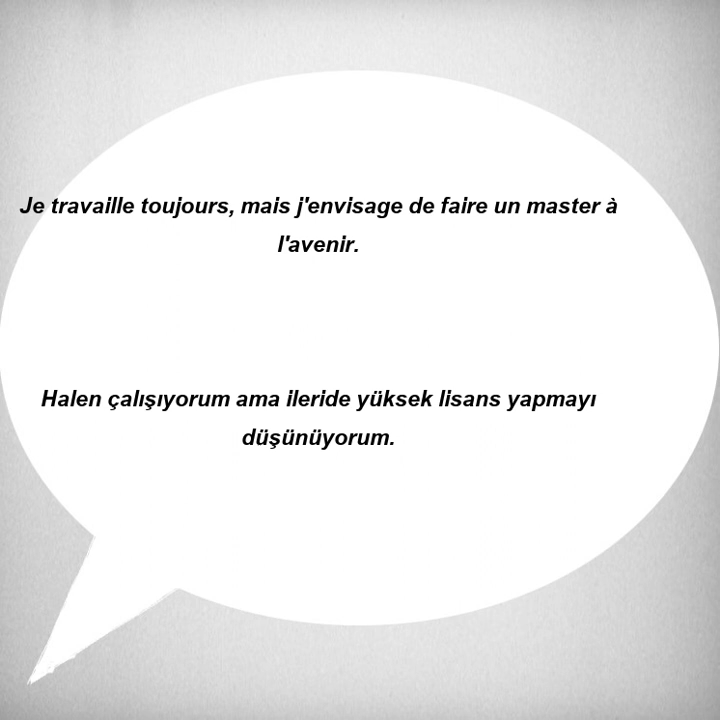 Je travaille toujours, mais j'envisage de faire un master à
l'avenir.
Halen çalışıyorum ama ileride yüksek lisans yapmayı
düşünüyorum.